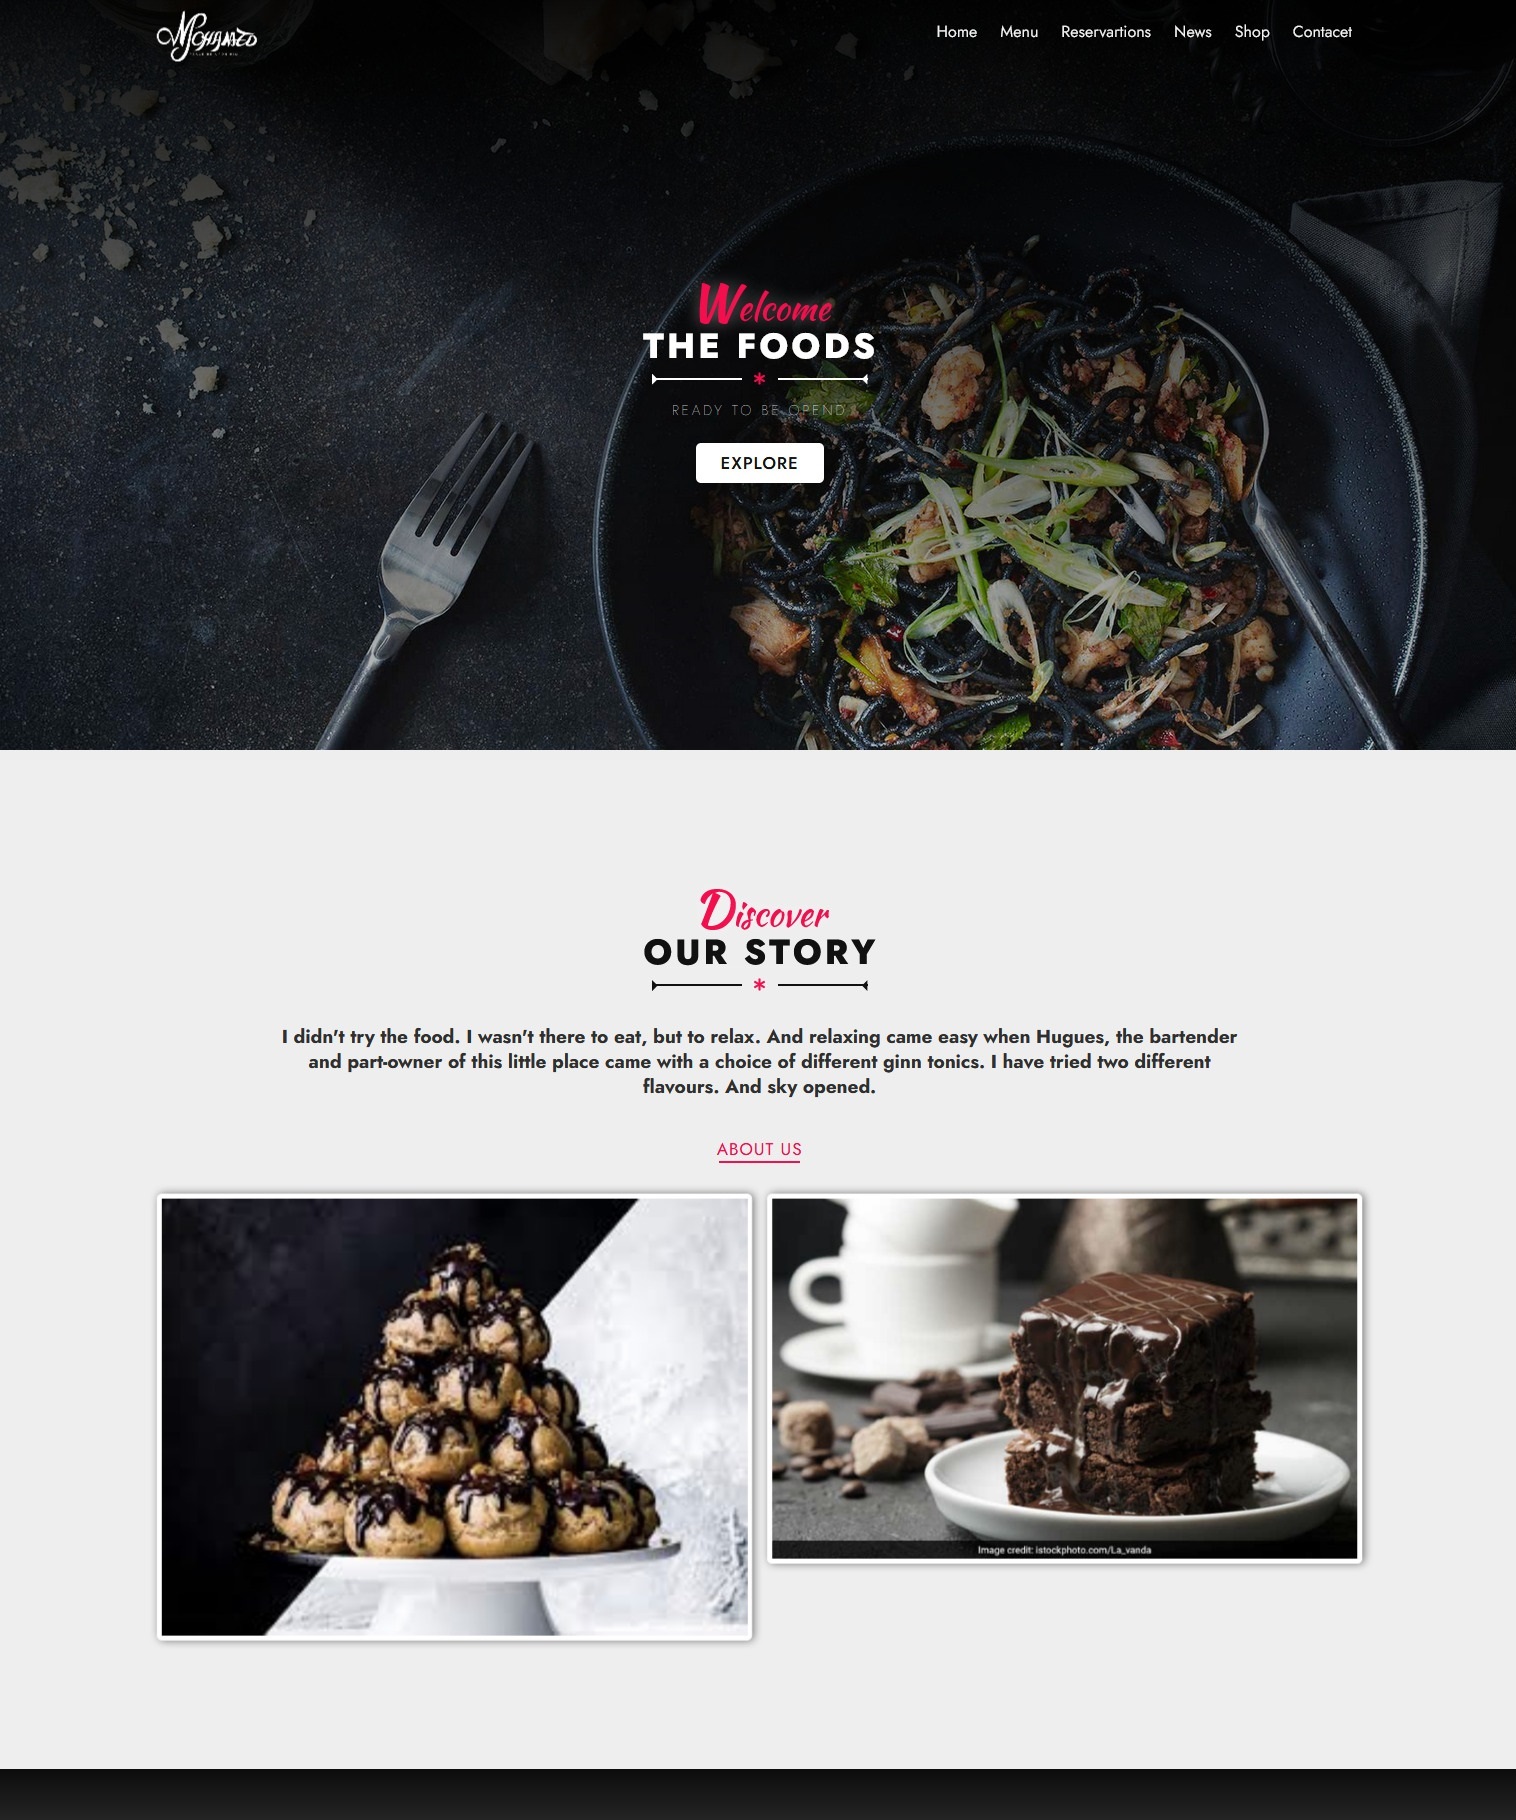 Home Menu Reservartions News Shop Contacet
Welcome
THE FOODS
READY TO BE OPEND
EXPLORE
Discover
OUR STORY
I didn't try the food. I wasn't there to eat, but to relax. And relaxing came easy when Hugues, the bartender
and part-owner of this little place came with a choice of different ginn tonics. I have tried two different
flavours. And sky opened.
ABOUT US
Image credit: istockphoto.com/La_vanda